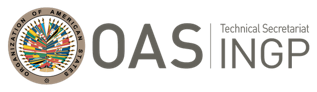 ORGANIZATION OF AMERICAN STATES
OAS
Technical Secretariat
INGP